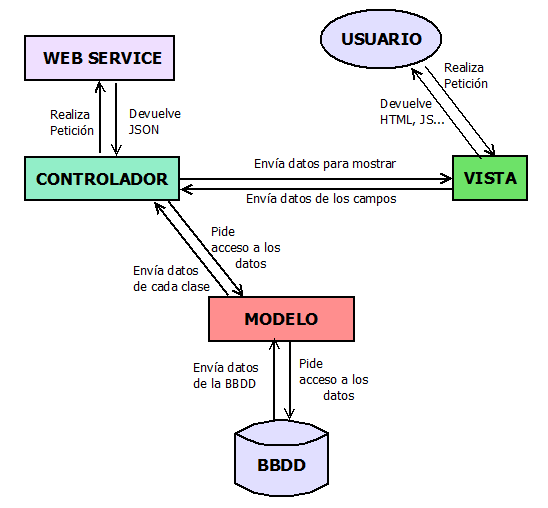 USUARIO
WEB SERVICE
Realiza
Petición
Devuelve
HTML, JS...
Realiza
Petición
Devuelve
JSON
CONTROLADOR
Envía datos para mostrar
Envía datos de los campos
VISTA
Pide
acceso a los
datos
Envía datos
de cada clase
MODELO
Envía datos
de la BBDD
Pide
acceso a los
datos
BBDD